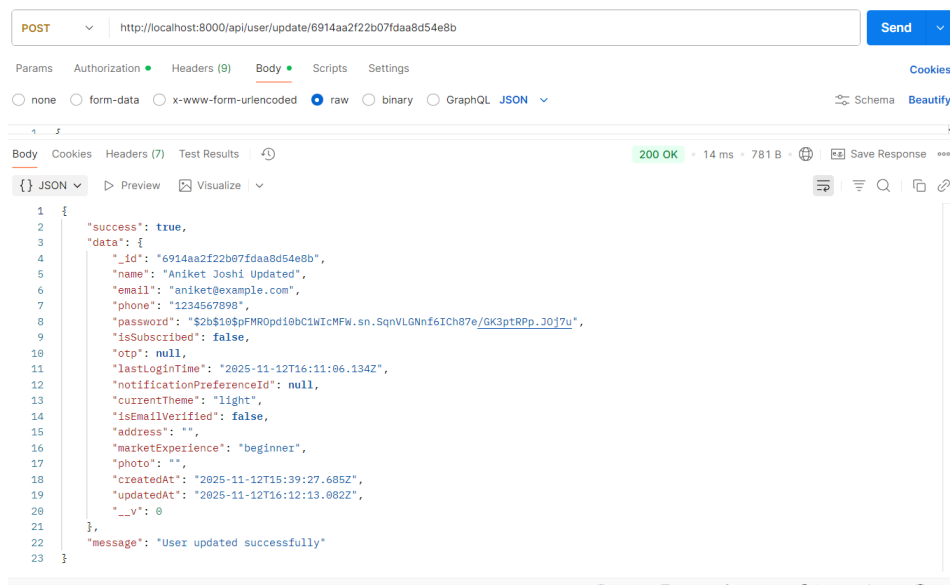 POST http://localhost:8000/api/user/update/6914aa2f22b07fdaa8d54e8b Send
Params Authorization Headers (9) Body Scripts Settings Cookies
none form-data x-www-form-urlencoded raw binary GraphQL JSON Schema Beautify
1 {
Body Cookies Headers (7) Test Results 200 OK • 14 ms • 781 B • e.g. Save Response
{} JSON Preview Visualize
1 {
2 "success": true,
3 "data": {
4 "_id": "6914aa2f22b07fdaa8d54e8b",
5 "name": "Aniket Joshi Updated",
6 "email": "aniket@example.com",
7 "phone": "1234567898",
8 "password": "$2b$10$pFMROpdi0bC1WIcMFW.sn.SqnVLGNnf6ICh87e/GK3ptRPp.JOj7u",
9 "isSubscribed": false,
10 "otp": null,
11 "lastLoginTime": "2025-11-12T16:11:06.134Z",
12 "notificationPreferenceId": null,
13 "currentTheme": "light",
14 "isEmailVerified": false,
15 "address": "",
16 "marketExperience": "beginner",
17 "photo": "",
18 "createdAt": "2025-11-12T15:39:27.685Z",
19 "updatedAt": "2025-11-12T16:12:13.082Z",
20 "__v": 0
21 },
22 "message": "User updated successfully"
23 }